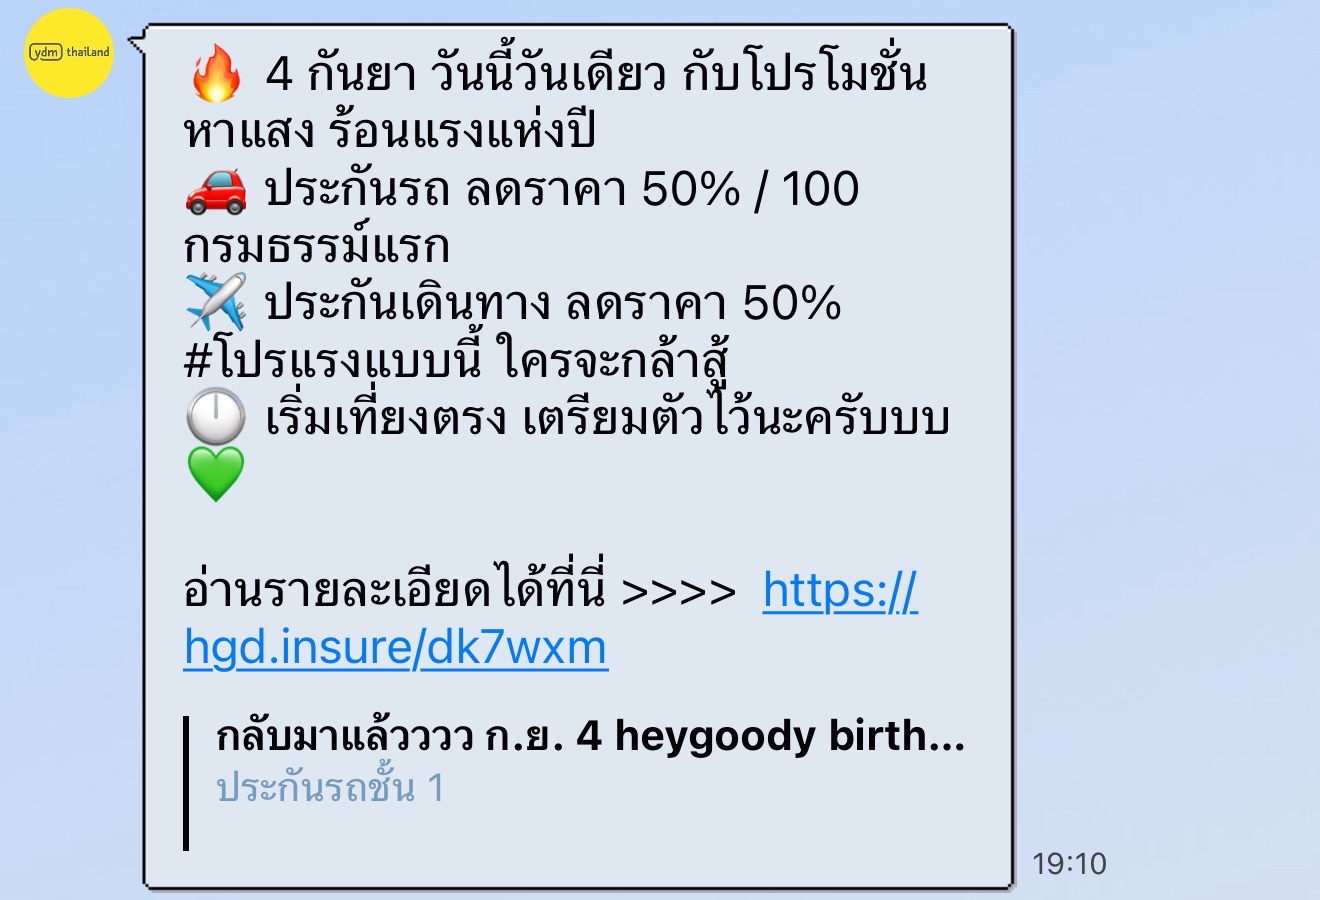 ydm thailand
🔥 4 กันยา วันนี้วันเดียว กับโปรโมชั่น
หาแสง ร้อนแรงแห่งปี
🚗 ประกันรถ ลดราคา 50% / 100
กรมธรรม์แรก
✈️ ประกันเดินทาง ลดราคา 50%
#โปรแรงแบบนี้ ใครจะกล้าสู้
🕛 เริ่มเที่ยงตรง เตรียมตัวไว้นะครับบบ
💚
อ่านรายละเอียดได้ที่นี่ >>>> https://
hgd.insure/dk7wxm
กลับมาแล้วววว ก.ย. 4 heygoody birth...
ประกันรถชั้น 1
19:10